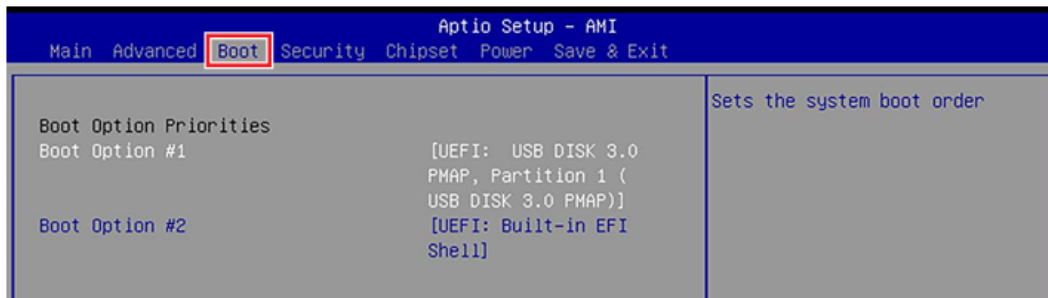 Aptio Setup – AMI
Main Advanced Boot Security Chipset Power Save & Exit
Sets the system boot order
Boot Option Priorities
Boot Option #1 [UEFI: USB DISK 3.0
PMAP, Partition 1 (
USB DISK 3.0 PMAP)]
Boot Option #2 [UEFI: Built-in EFI
Shell]